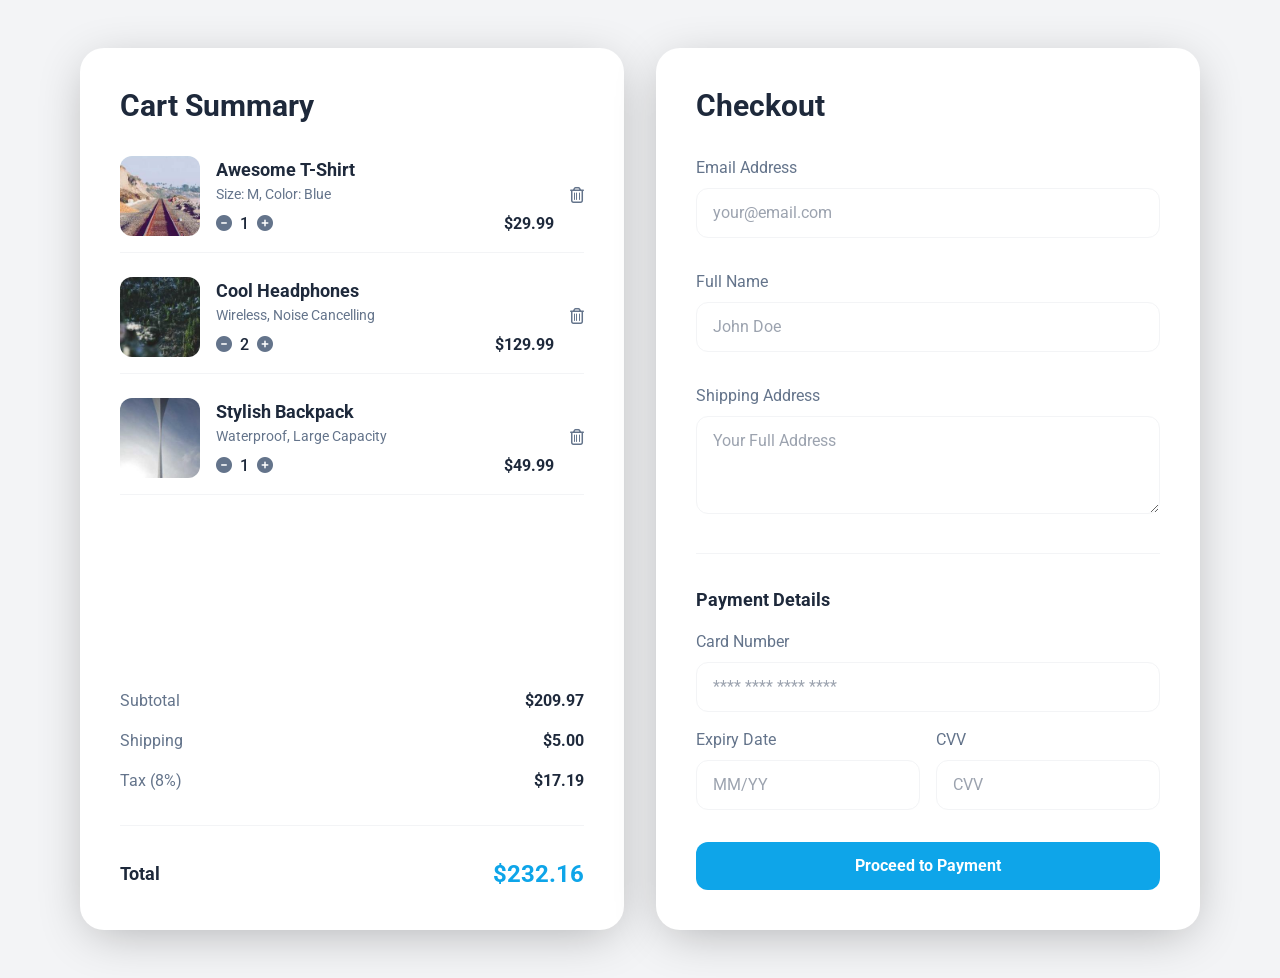 Cart Summary
Awesome T-Shirt
Size: M, Color: Blue
1
$29.99
Cool Headphones
Wireless, Noise Cancelling
2
$129.99
Stylish Backpack
Waterproof, Large Capacity
1
$49.99
Subtotal
$209.97
Shipping
$5.00
Tax (8%)
$17.19
Total
$232.16
Checkout
Email Address
your@email.com
Full Name
John Doe
Shipping Address
Your Full Address
Payment Details
Card Number
**** **** **** ****
Expiry Date
CVV
MM/YY
CVV
Proceed to Payment